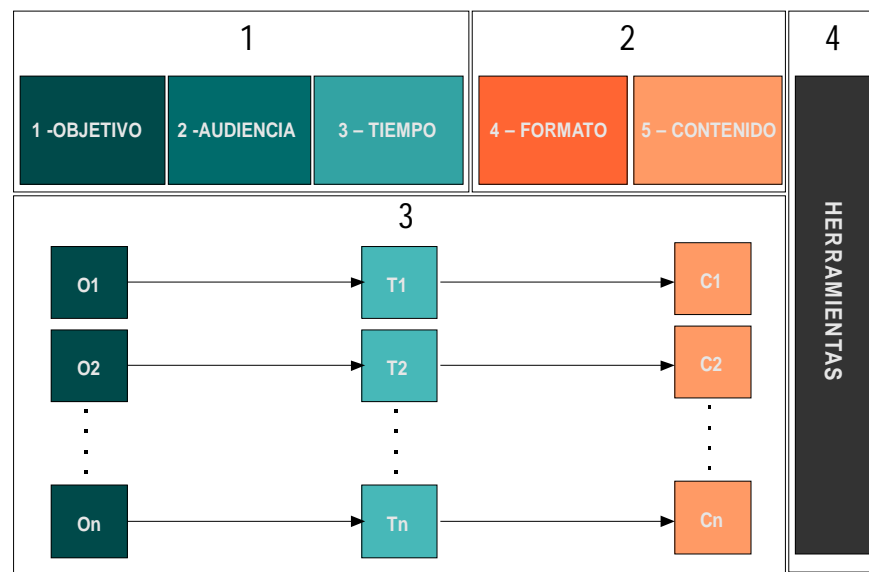 1
2
4
1 -OBJETIVO
2 -AUDIENCIA
3 – TIEMPO
4 – FORMATO
5 – CONTENIDO
HERRAMIENTAS
3
O1
T1
C1
O2
T2
C2
On
Tn
Cn